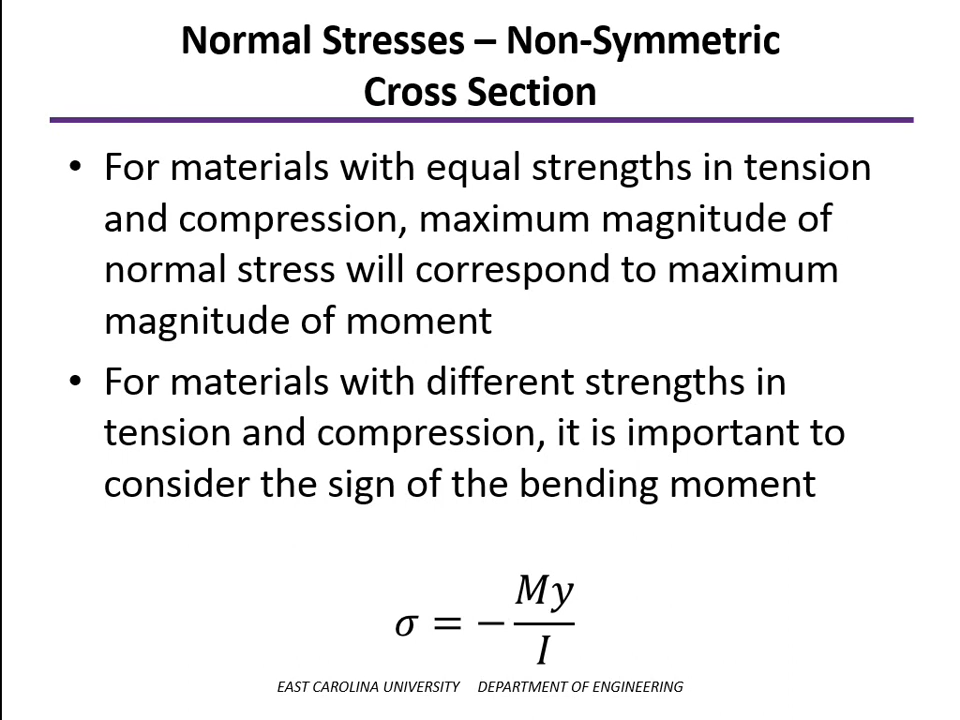 Normal Stresses – Non-Symmetric
Cross Section
• For materials with equal strengths in tension
and compression, maximum magnitude of
normal stress will correspond to maximum
magnitude of moment
• For materials with different strengths in
tension and compression, it is important to
consider the sign of the bending moment
σ = − My / I
EAST CAROLINA UNIVERSITY DEPARTMENT OF ENGINEERING